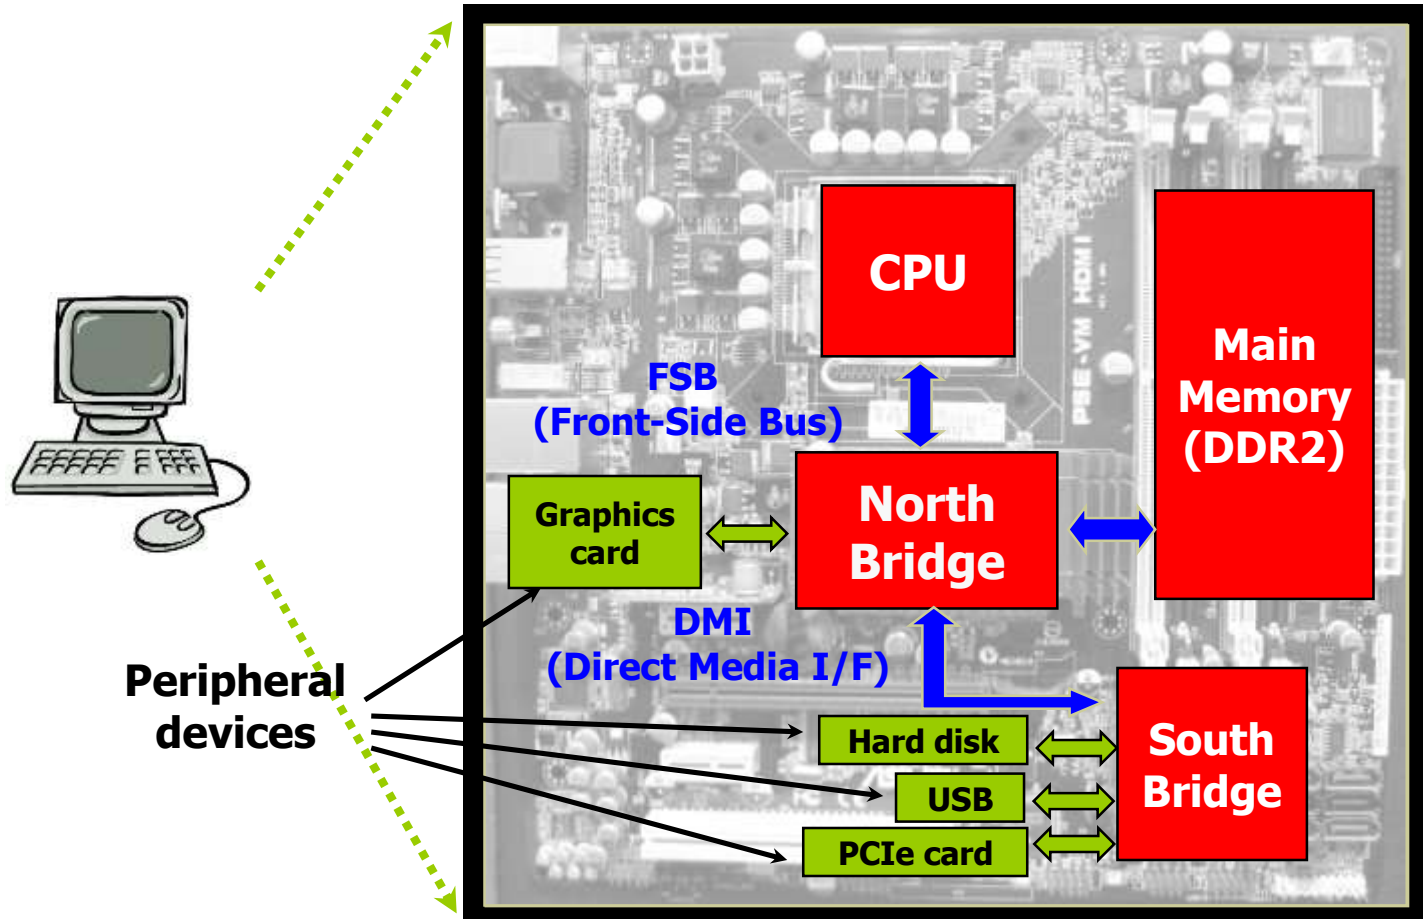 CPU
Main
Memory
(DDR2)
FSB
(Front-Side Bus)
PSE-VM HDMI
Graphics
card
North
Bridge
DMI
(Direct Media I/F)
Peripheral
devices
Hard disk
USB
PCIe card
South
Bridge